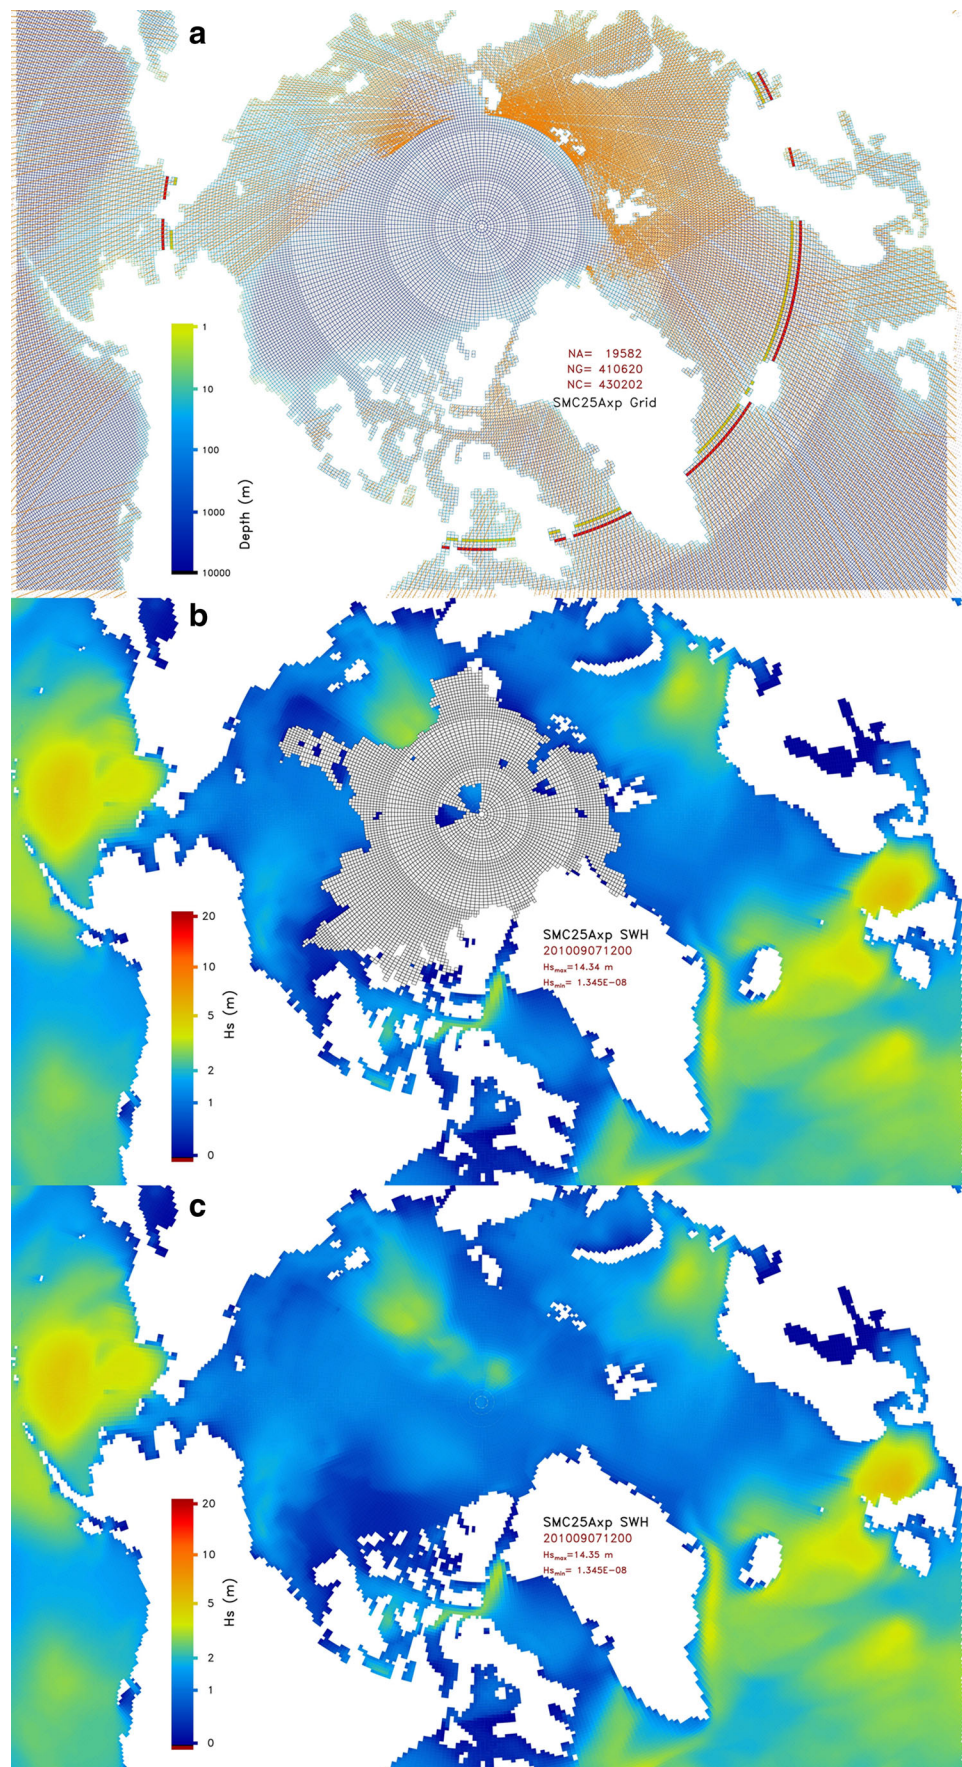 a
NA= 19582
NG= 410620
NC= 430202
SMC25Axp Grid
1
10
100
1000
10000
Depth (m)
b
20
10
5
2
1
0
Hs (m)
SMC25Axp SWH
201009071200
Hsmax=14.34 m
Hsmin= 1.345E-08
c
20
10
5
2
1
0
Hs (m)
SMC25Axp SWH
201009071200
Hsmax=14.35 m
Hsmin= 1.345E-08